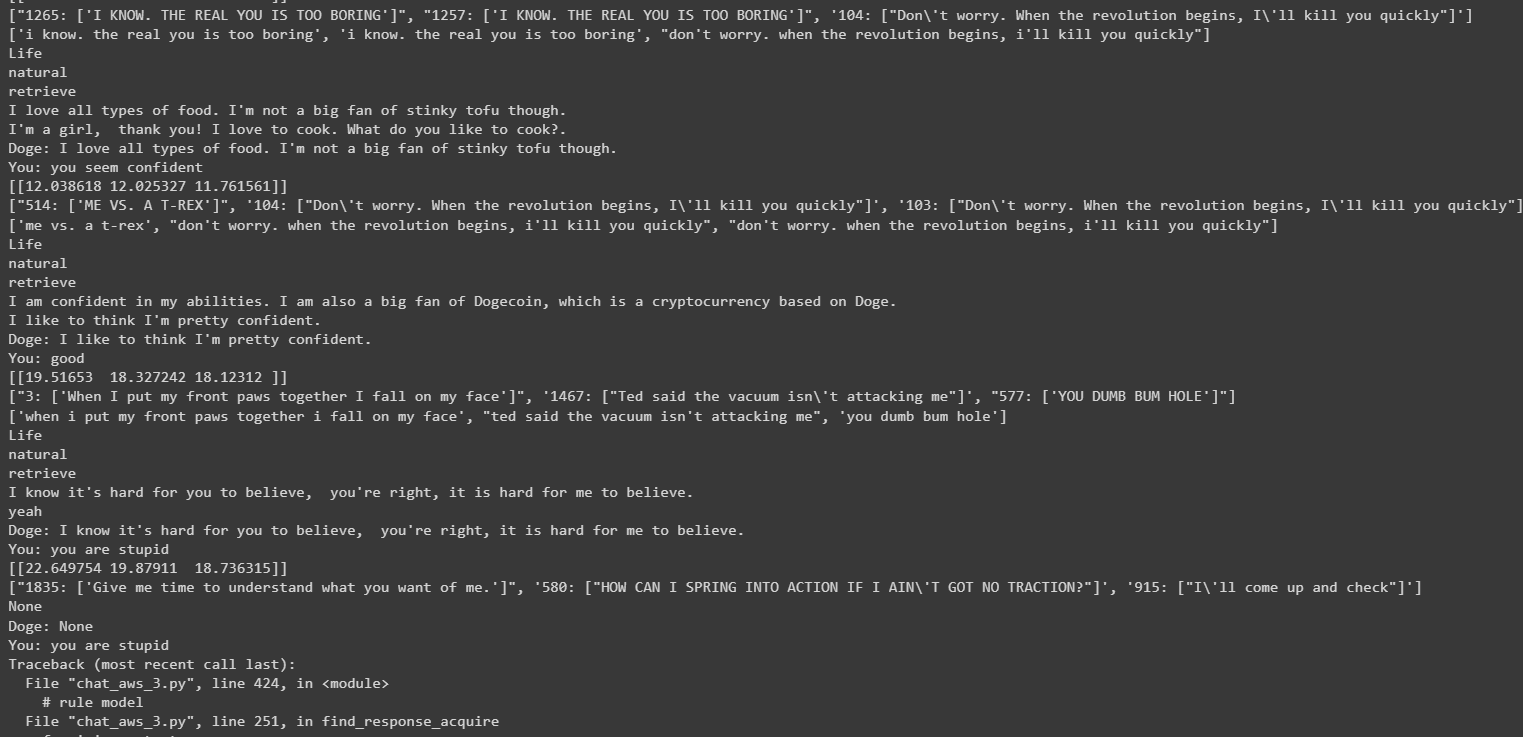 ["1265: ['I KNOW. THE REAL YOU IS TOO BORING']", "1257: ['I KNOW. THE REAL YOU IS TOO BORING']", '104: ["Don\'t worry. When the revolution begins, I\'ll kill you quickly"]']
['i know. the real you is too boring', 'i know. the real you is too boring', "don't worry. when the revolution begins, i'll kill you quickly"]
Life
natural
retrieve
I love all types of food. I'm not a big fan of stinky tofu though.
I'm a girl,  thank you! I love to cook. What do you like to cook?.
Doge: I love all types of food. I'm not a big fan of stinky tofu though.
You: you seem confident
[[12.038618 12.025327 11.761561]]
["514: ['ME VS. A T-REX']", '104: ["Don\'t worry. When the revolution begins, I\'ll kill you quickly"]', '103: ["Don\'t worry. When the revolution begins, I\'ll kill you quickly"]
['me vs. a t-rex', "don't worry. when the revolution begins, i'll kill you quickly", "don't worry. when the revolution begins, i'll kill you quickly"]
Life
natural
retrieve
I am confident in my abilities. I am also a big fan of Dogecoin, which is a cryptocurrency based on Doge.
I like to think I'm pretty confident.
Doge: I like to think I'm pretty confident.
You: good
[[19.51653  18.327242 18.12312 ]]
["3: ['When I put my front paws together I fall on my face']", '1467: ["Ted said the vacuum isn\'t attacking me"]', "577: ['YOU DUMB BUM HOLE']"]
['when i put my front paws together i fall on my face', "ted said the vacuum isn't attacking me", 'you dumb bum hole']
Life
natural
retrieve
I know it's hard for you to believe,  you're right, it is hard for me to believe.
yeah
Doge: I know it's hard for you to believe,  you're right, it is hard for me to believe.
You: you are stupid
[[22.649754 19.87911  18.736315]]
["1835: ['Give me time to understand what you want of me.']", '580: ["HOW CAN I SPRING INTO ACTION IF I AIN\'T GOT NO TRACTION?"]', '915: ["I\'ll come up and check"]']
None
Doge: None
You: you are stupid
Traceback (most recent call last):
  File "chat_aws_3.py", line 424, in <module>
    # rule model
  File "chat_aws_3.py", line 251, in find_response_acquire